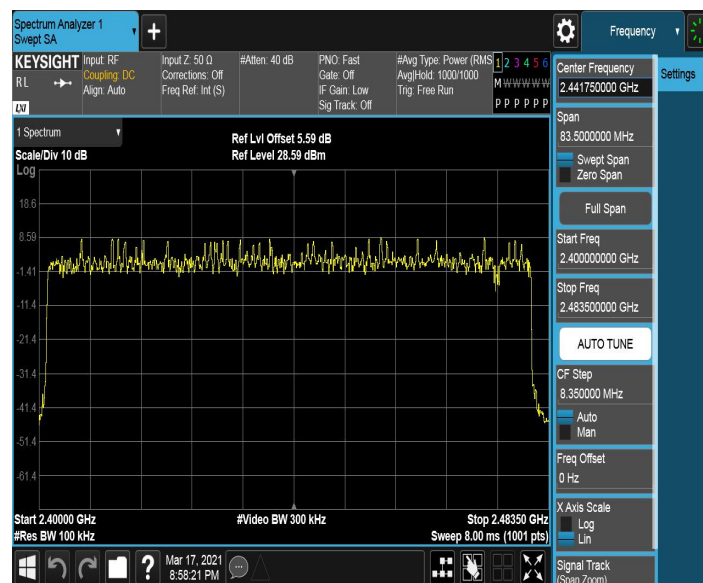 Spectrum Analyzer 1
Swept SA
Frequency
KEYSIGHT
RL
LXI
Input: RF
Coupling: DC
Align: Auto
Input Z: 50 Ω
Corrections: Off
Freq Ref: Int (S)
#Atten: 40 dB
PNO: Fast
Gate: Off
IF Gain: Low
Sig Track: Off
#Avg Type: Power (RMS
Avg|Hold: 1000/1000
Trig: Free Run
1 2 3 4 5 6
M W W W W W
P P P P P P
1 Spectrum
Scale/Div 10 dB
Log
Ref Lvl Offset 5.59 dB
Ref Level 28.59 dBm
18.6
8.59
-1.41
-11.4
-21.4
-31.4
-41.4
-51.4
-61.4
Start 2.40000 GHz
#Res BW 100 kHz
#Video BW 300 kHz
Stop 2.48350 GHz
Sweep 8.00 ms (1001 pts)
Center Frequency
2.441750000 GHz
Settings
Span
83.5000000 MHz
Swept Span
Zero Span
Full Span
Start Freq
2.400000000 GHz
Stop Freq
2.483500000 GHz
AUTO TUNE
CF Step
8.350000 MHz
Auto
Man
Freq Offset
0 Hz
X Axis Scale
Log
Lin
Signal Track
(Span Zoom)
?
Mar 17, 2021
8:58:21 PM